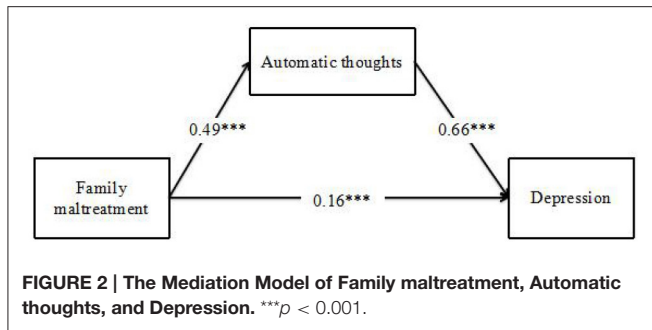 Automatic thoughts
0.49***
0.66***
Family
maltreatment
0.16***
Depression
FIGURE 2 | The Mediation Model of Family maltreatment, Automatic
thoughts, and Depression. ***p < 0.001.